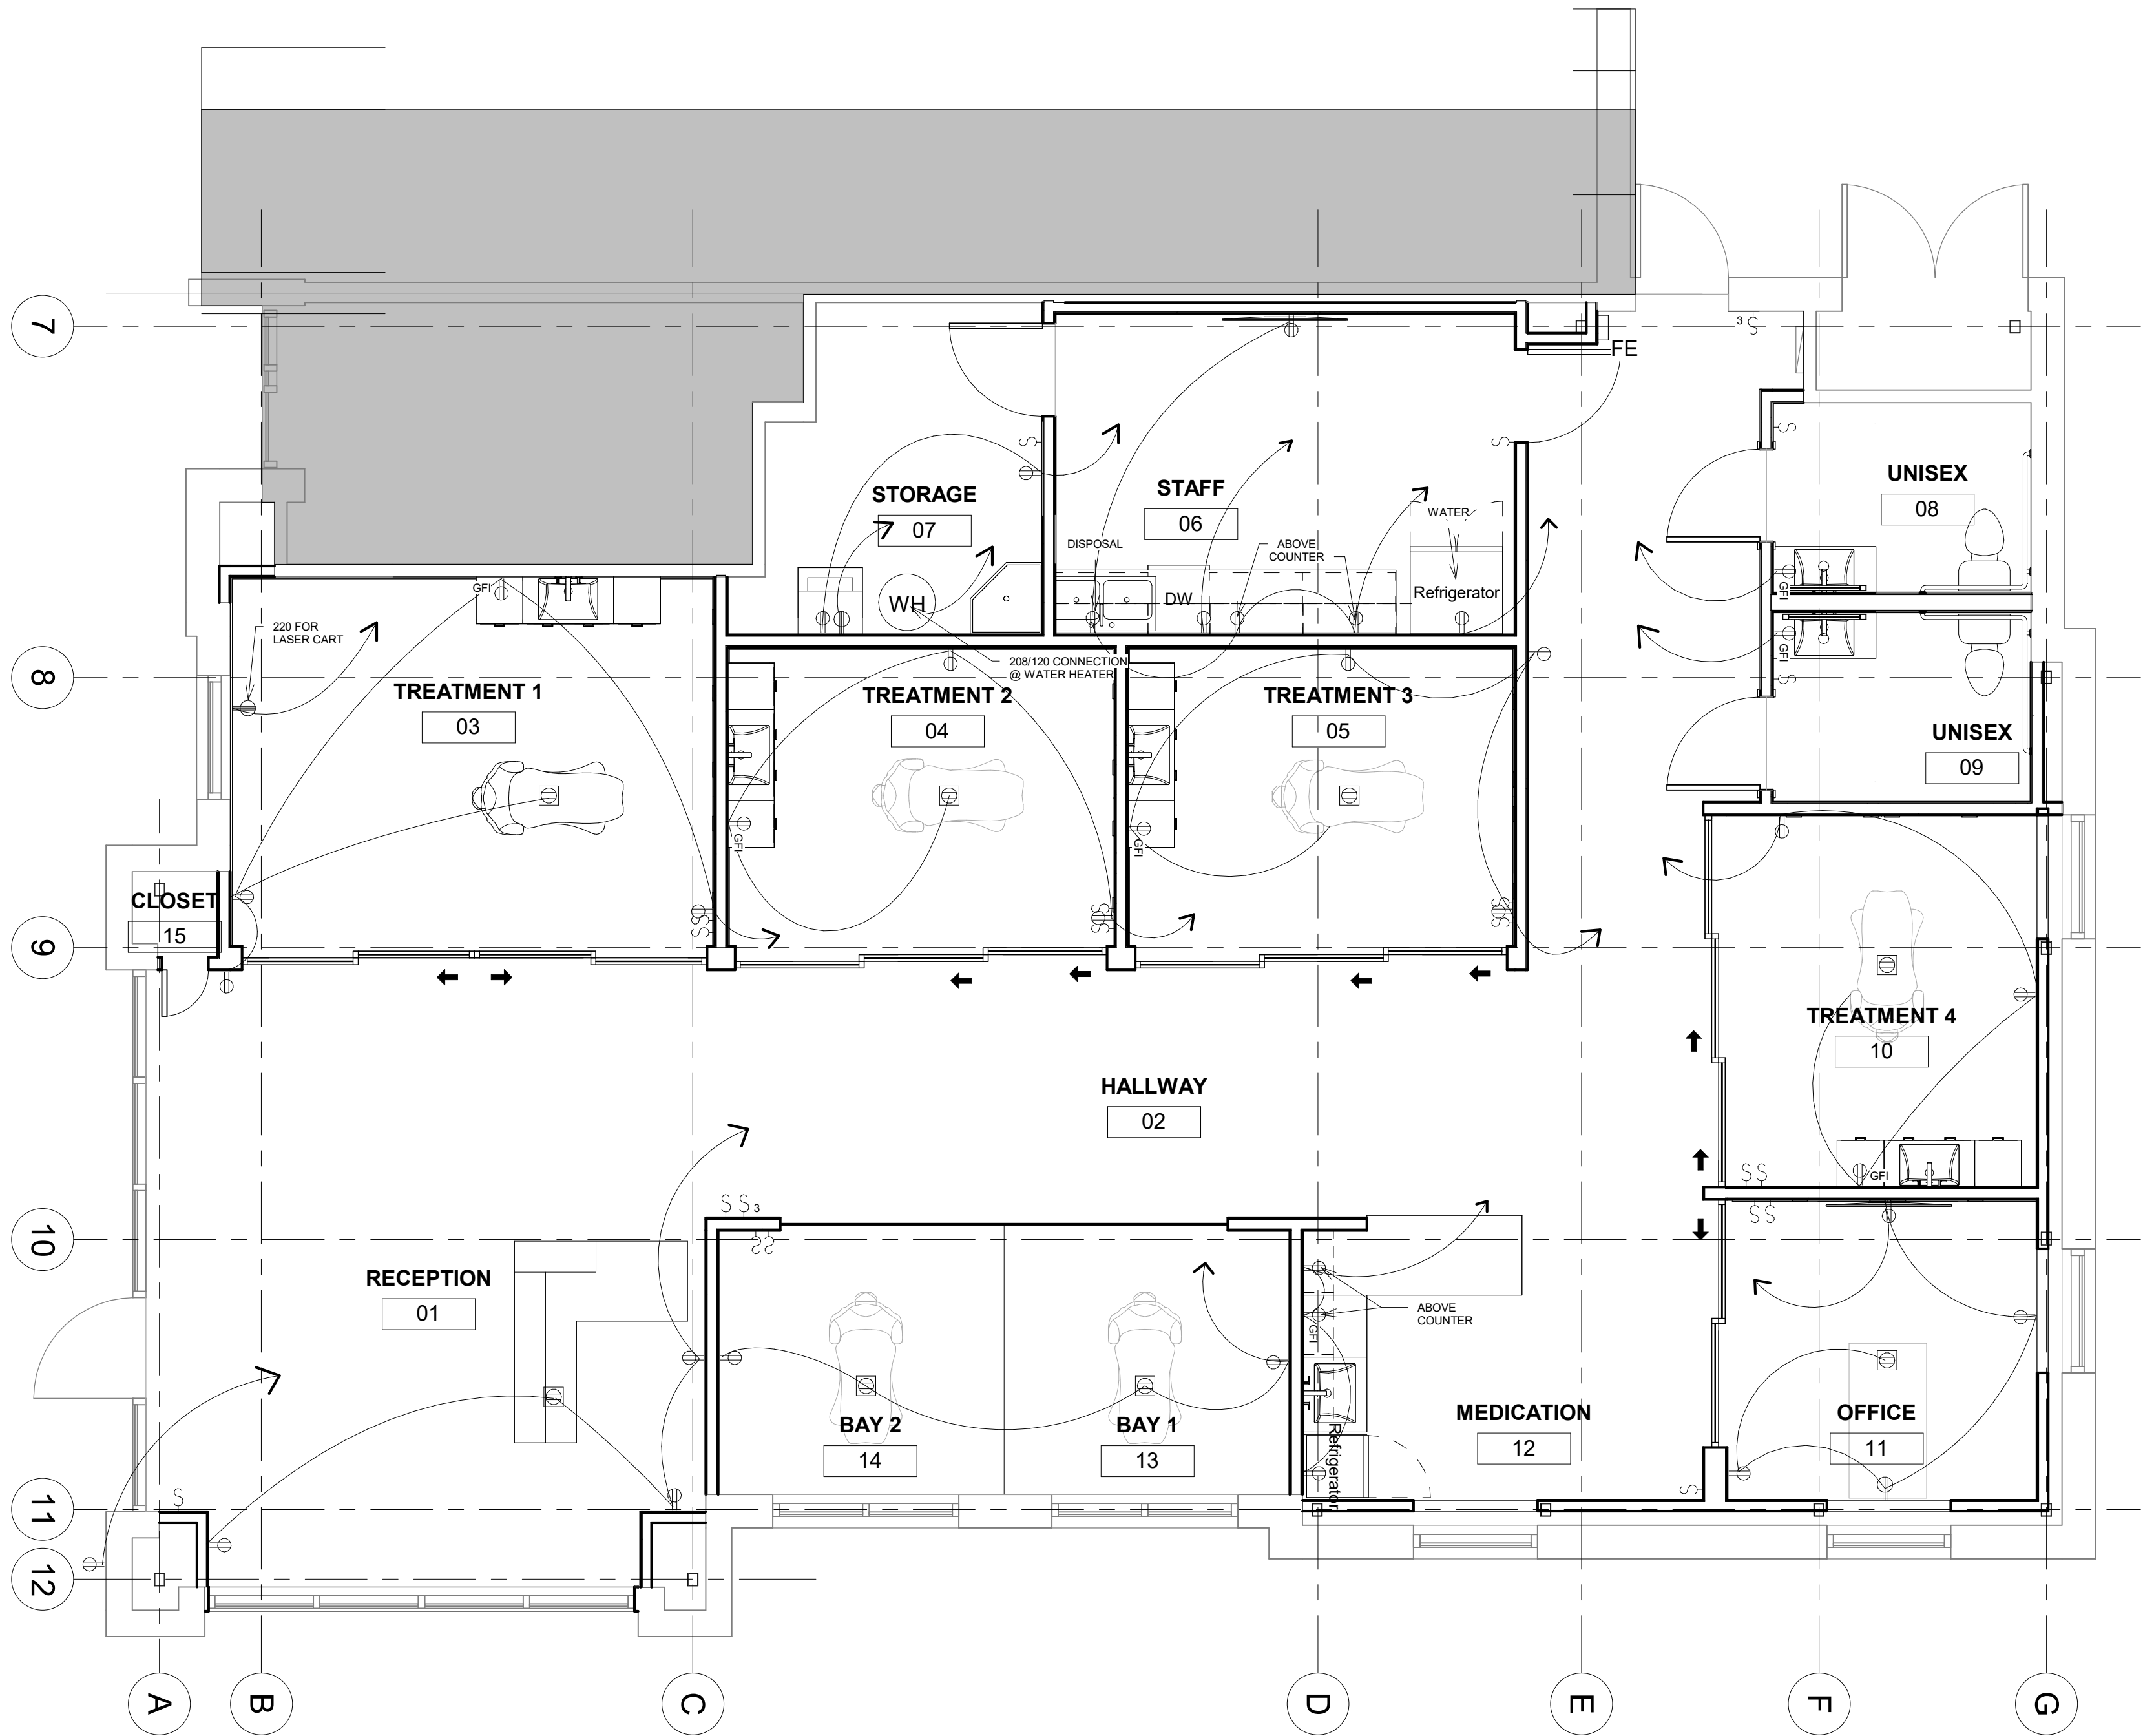 7
3
S
FE
S
S
S
UNISEX
08
STORAGE
07
STAFF
06
WATER
DISPOSAL
ABOVE
COUNTER
GFI
GFI
WH
DW
Refrigerator
220 FOR
LASER CART
208/120 CONNECTION
@ WATER HEATER
GFI
S
8
TREATMENT 1
03
TREATMENT 2
04
TREATMENT 3
05
UNISEX
09
GFI
GFI
CLOSET
15
S
S
S
S
S
S
9
TREATMENT 4
10
HALLWAY
02
GFI
S S
S S
S S 3
S S
10
RECEPTION
01
ABOVE
COUNTER
GFI
BAY 2
14
BAY 1
13
Refrigerator
MEDICATION
12
OFFICE
11
S
S
11
12
A
B
C
D
E
F
G